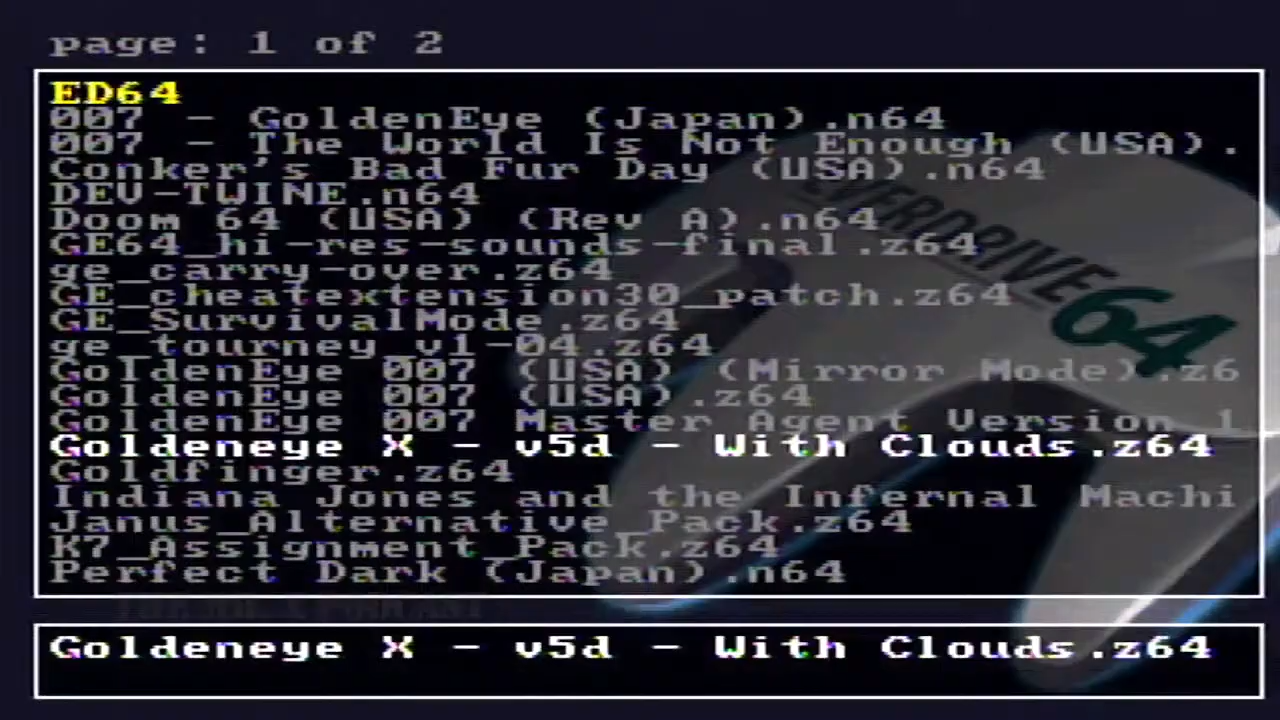 page: 1 of 2
ED64
007 - GoldenEye (Japan).n64
007 - The World Is Not Enough (USA).
Conker's Bad Fur Day (USA).n64
DEV-TWINE.n64
Doom 64 (USA) (Rev A).n64
GE64_hi-res-sounds-final.z64
ge_carry-over.z64
GE_cheatextension30_patch.z64
GE_SurvivalMode.z64
ge_tourney_v1-04.z64
GoldenEye 007 (USA) (Mirror Mode).z6
GoldenEye 007 (USA).z64
GoldenEye 007 Master Agent Version 1
Goldeneye X - v5d - With Clouds.z64
Goldfinger.z64
Indiana Jones and the Infernal Machi
Janus_Alternative_Pack.z64
K7_Assignment_Pack.z64
Perfect Dark (Japan).n64
EVERDRIVE64
Goldeneye X - v5d - With Clouds.z64